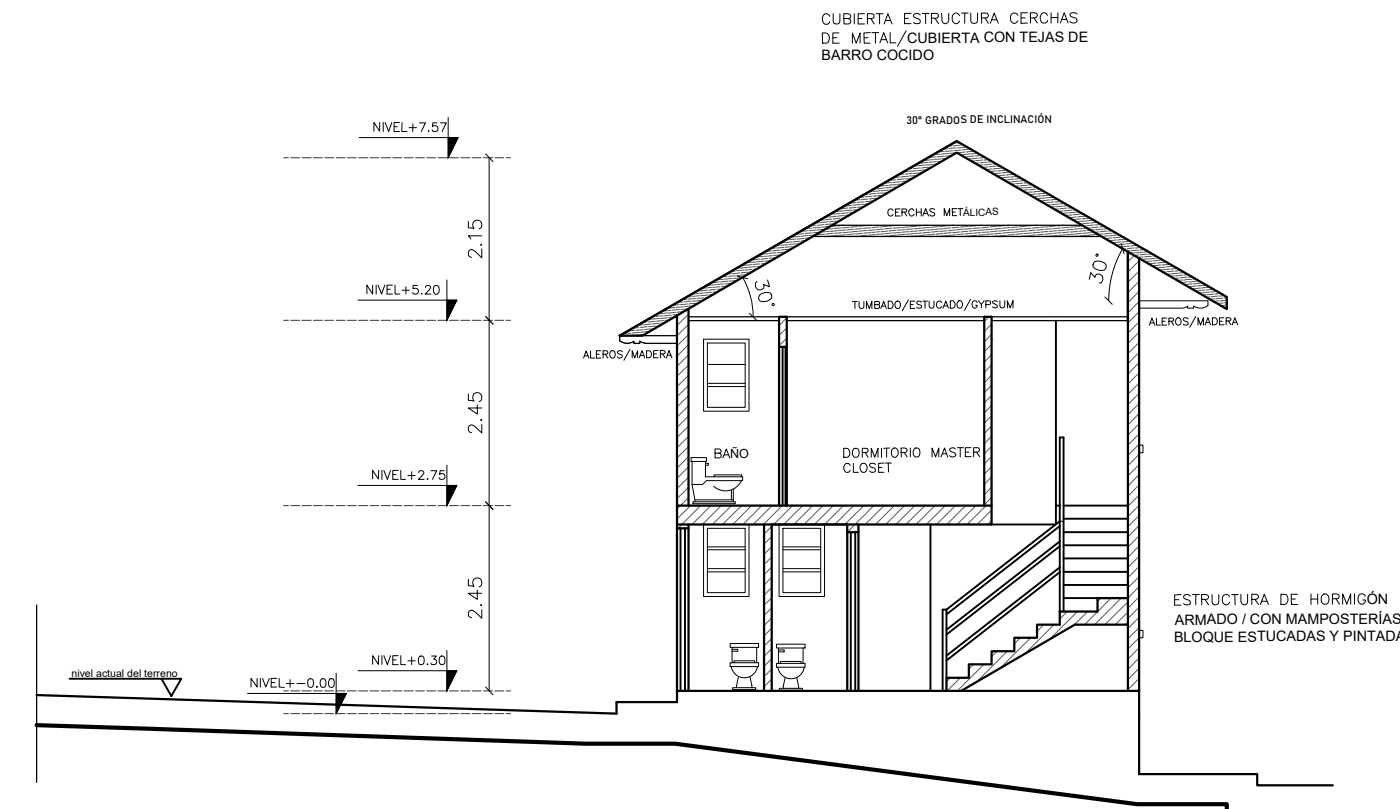 CUBIERTA ESTRUCTURA CERCHAS
DE METAL/CUBIERTA CON TEJAS DE
BARRO COCIDO
30° GRADOS DE INCLINACIÓN
NIVEL+7.57
CERCHAS METÁLICAS
2.15
30°
30°
NIVEL+5.20
TUMBADO/ESTUCADO/GYPSUM
ALEROS/MADERA
ALEROS/MADERA
2.45
BAÑO
DORMITORIO MASTER
CLOSET
NIVEL+2.75
2.45
ESTRUCTURA DE HORMIGÓN
ARMADO / CON MAMPOSTERÍAS
BLOQUE ESTUCADAS Y PINTADA
NIVEL+0.30
nivel actual del terreno
NIVEL+-0.00